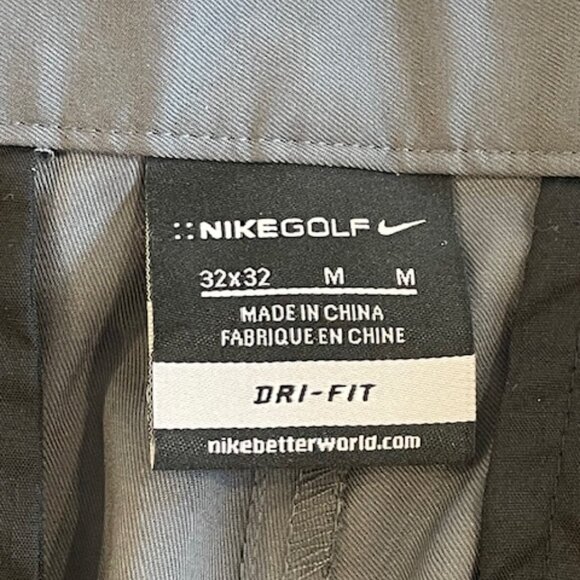 ::NIKEGOLF
32x32 M M
MADE IN CHINA
FABRIQUE EN CHINE
DRI-FIT
nikebetterworld.com